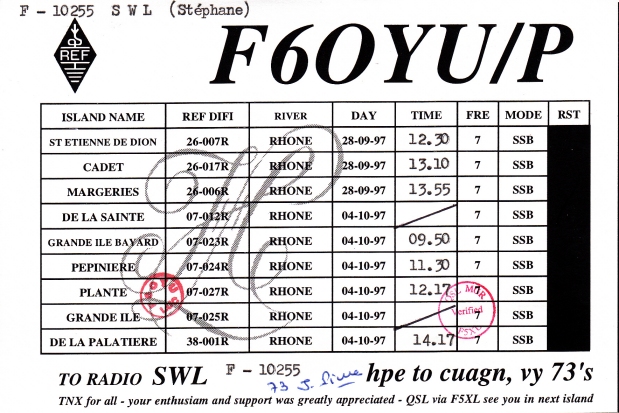 F - 10255 S W L (Stéphane)
REF
F6OYU/P
ISLAND NAME REF DIFI RIVER DAY TIME FRE MODE RST
ST ETIENNE DE DION 26-007R RHONE 28-09-97 12.30 7 SSB
CADET 26-017R RHONE 28-09-97 13.10 7 SSB
MARGERIES 26-006R RHONE 28-09-97 13.55 7 SSB
DE LA SAINTE 07-012R RHONE 04-10-97 7 SSB
GRANDE ILE BAYARD 07-023R RHONE 04-10-97 09.50 7 SSB
PEPINIERE 07-024R RHONE 04-10-97 11.30 7 SSB
PLANTE 07-027R RHONE 04-10-97 12.17 7 SSB
GRANDE ILE 07-025R RHONE 04-10-97 7 SSB
DE LA PALATIERE 38-001R RHONE 04-10-97 14.17 7 SSB
QSL MGR
Verified
F5XL
TO RADIO SWL F - 10255 hpe to cuagn, vy 73's
73
TNX for all - your enthusiam and support was greatly appreciated - QSL via F5XL see you in next island